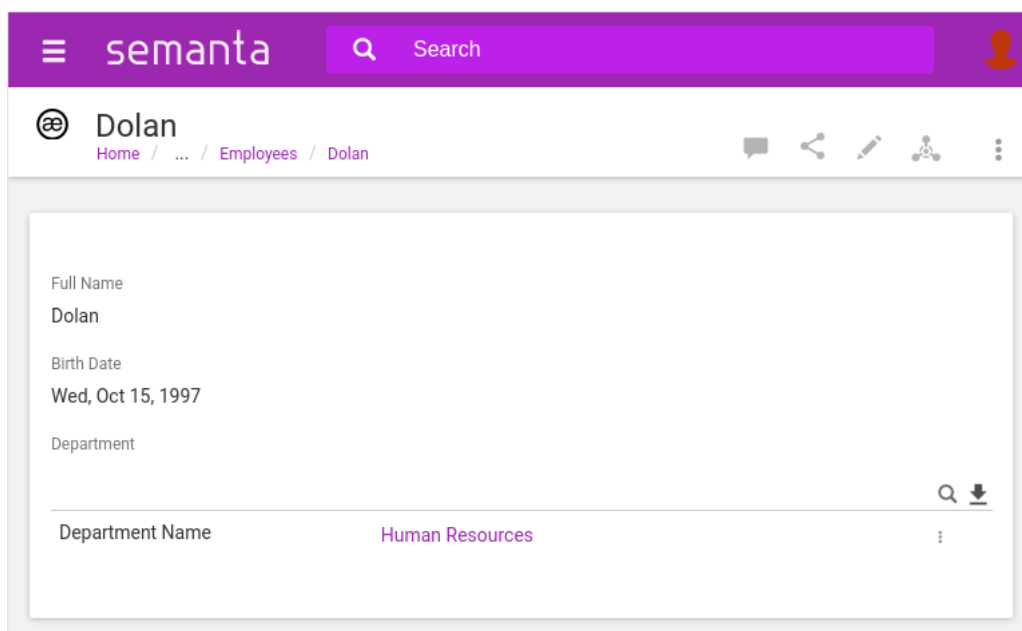 semanta
Search
æ
Dolan
Home / ... / Employees / Dolan
Full Name
Dolan
Birth Date
Wed, Oct 15, 1997
Department
Department Name Human Resources